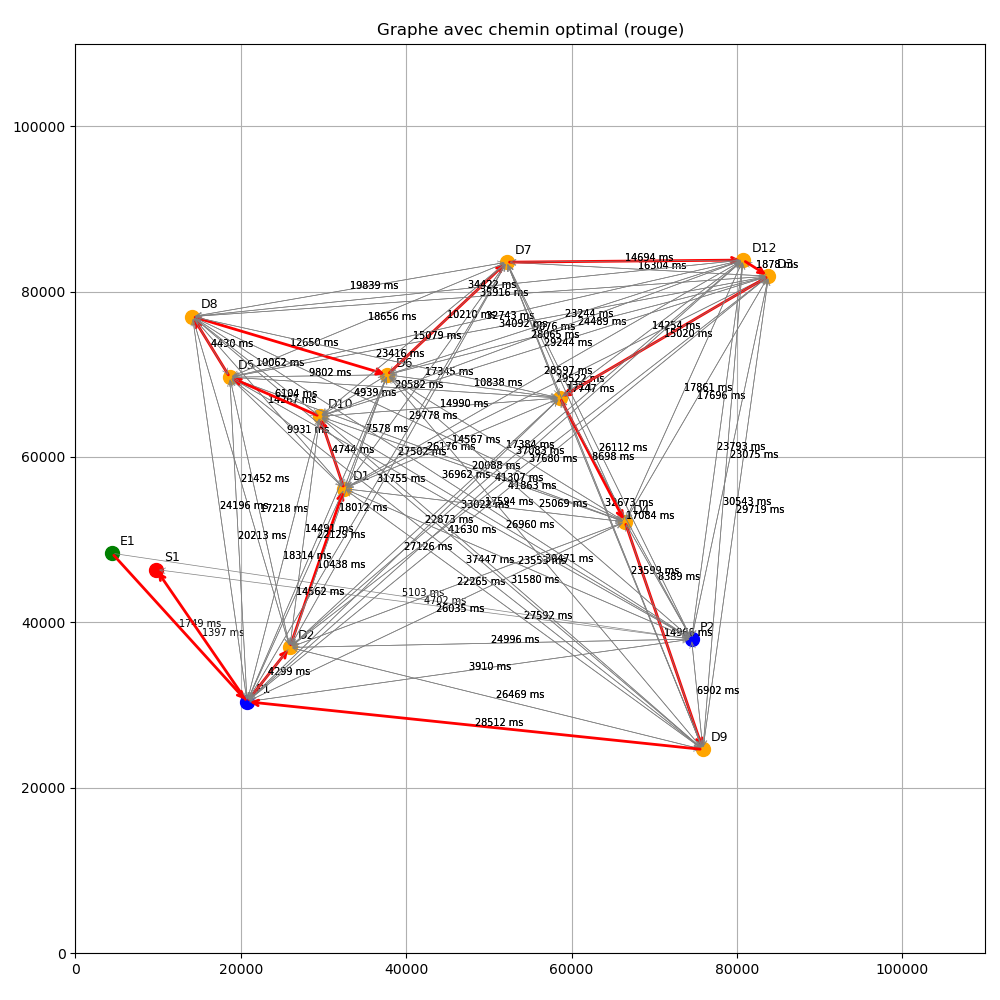 Graphe avec chemin optimal (rouge)
100000
80000
60000
40000
20000
0
0
20000
40000
60000
80000
100000
D7
D12
D8
D5
D6
D10
D1
E1
S1
D2
P2
D9
14694 ms
16304 ms
1878 ms
19839 ms
34422 ms
35916 ms
18656 ms
10210 ms
23244 ms
24489 ms
14254 ms
15020 ms
4430 ms
12650 ms
15079 ms
28065 ms
29244 ms
23416 ms
10062 ms
9802 ms
17345 ms
28597 ms
20582 ms
10838 ms
4939 ms
17861 ms
17696 ms
6104 ms
14990 ms
29778 ms
9931 ms
7578 ms
14567 ms
26176 ms
17384 ms
26112 ms
23793 ms
23075 ms
4744 ms
37083 ms
37680 ms
8698 ms
20088 ms
36962 ms
31755 ms
41307 ms
41863 ms
21452 ms
24196 ms
17218 ms
18012 ms
25069 ms
32673 ms
30543 ms
29719 ms
17084 ms
22873 ms
41630 ms
26960 ms
14491 ms
22129 ms
20213 ms
27126 ms
18314 ms
10438 ms
37447 ms
23553 ms
30471 ms
23599 ms
8389 ms
22265 ms
31580 ms
14562 ms
5103 ms
4702 ms
26035 ms
27592 ms
1749 ms
1397 ms
24996 ms
3910 ms
4299 ms
6902 ms
26469 ms
28512 ms